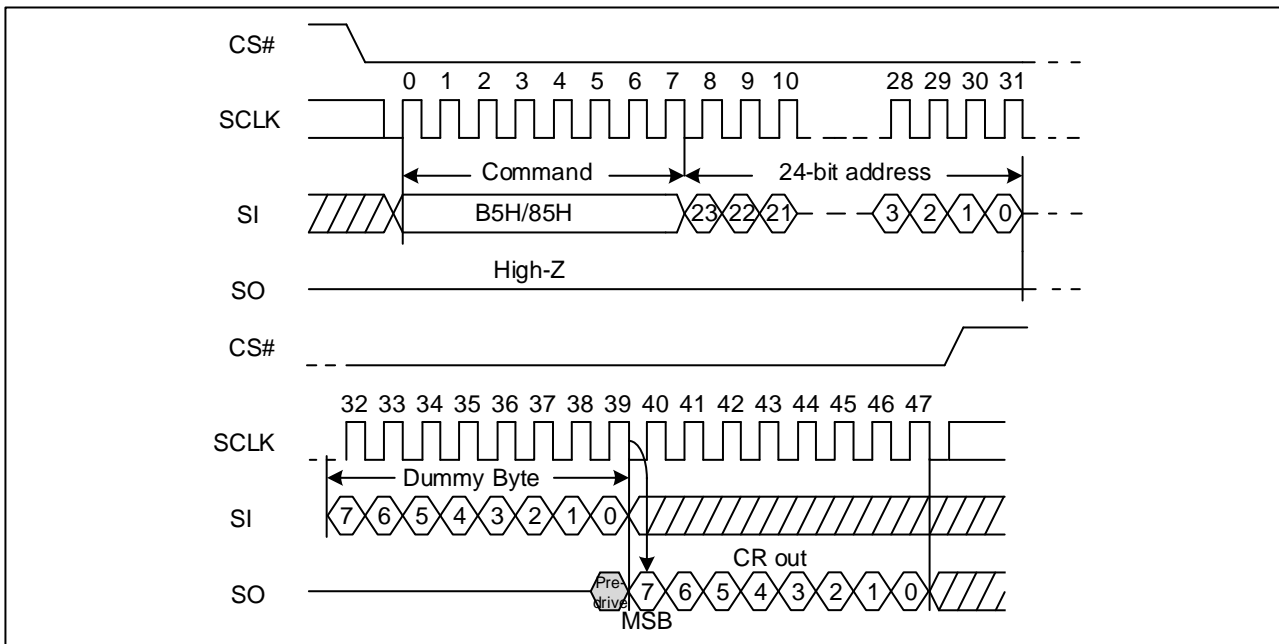 CS#
0 1 2 3 4 5 6 7 8 9 10 28 29 30 31
SCLK
Command 24-bit address
SI B5H/85H 23 22 21 3 2 1 0
High-Z
SO
CS#
32 33 34 35 36 37 38 39 40 41 42 43 44 45 46 47
SCLK
Dummy Byte
SI 7 6 5 4 3 2 1 0
CR out
SO Pre-drive 7 6 5 4 3 2 1 0
MSB